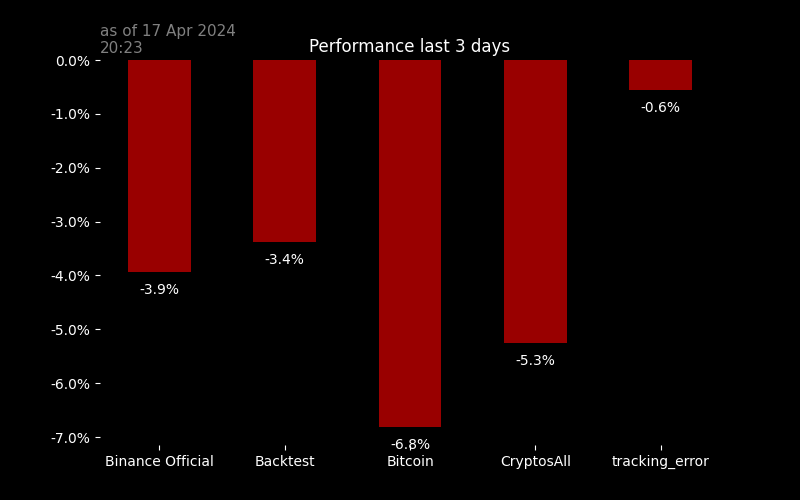 as of 17 Apr 2024
20:23
Performance last 3 days
0.0%
-1.0%
-2.0%
-3.0%
-4.0%
-5.0%
-6.0%
-7.0%
-3.9%
-3.4%
-6.8%
-5.3%
-0.6%
Binance Official
Backtest
Bitcoin
CryptosAll
tracking_error